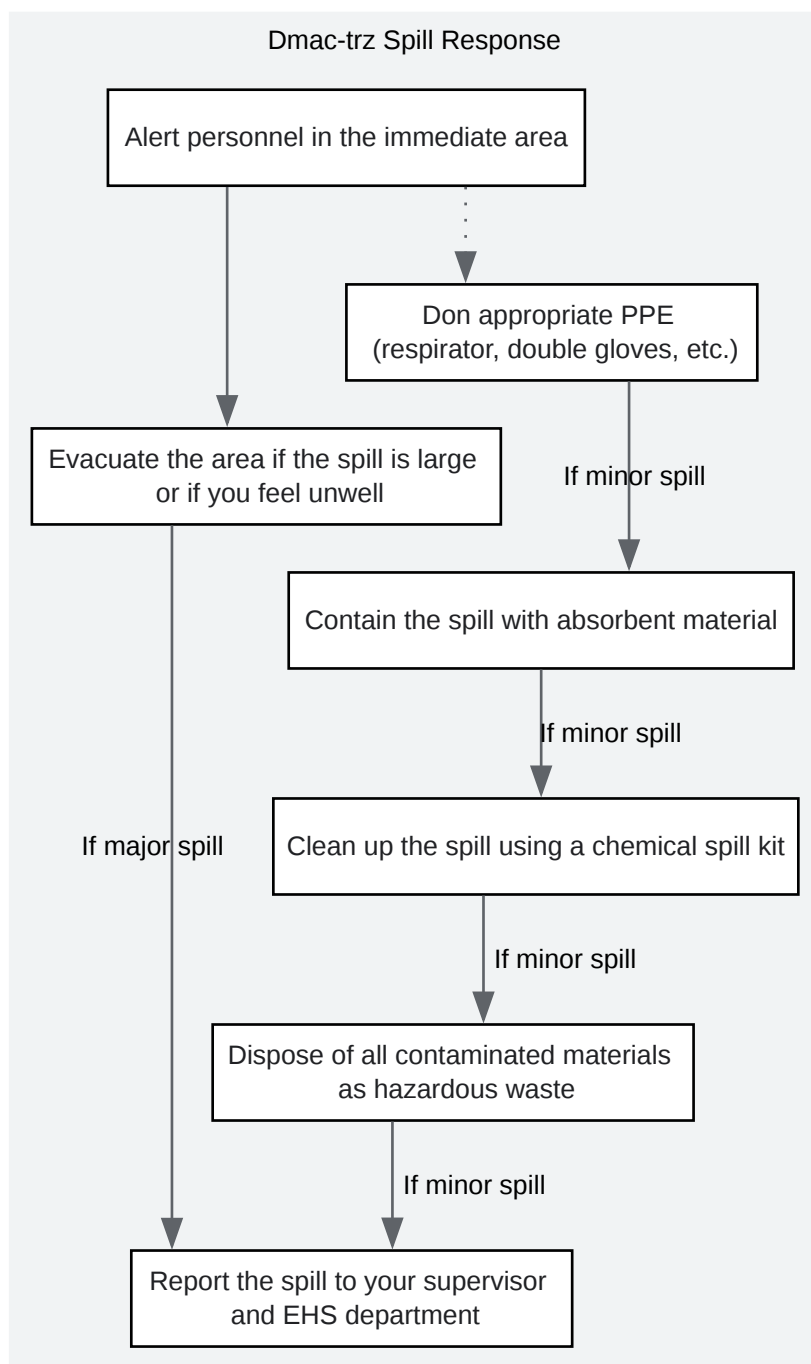 Dmac-trz Spill Response
Alert personnel in the immediate area
Don appropriate PPE
(respirator, double gloves, etc.)
Evacuate the area if the spill is large
or if you feel unwell
If minor spill
Contain the spill with absorbent material
If minor spill
If major spill
Clean up the spill using a chemical spill kit
If minor spill
Dispose of all contaminated materials
as hazardous waste
If minor spill
Report the spill to your supervisor
and EHS department